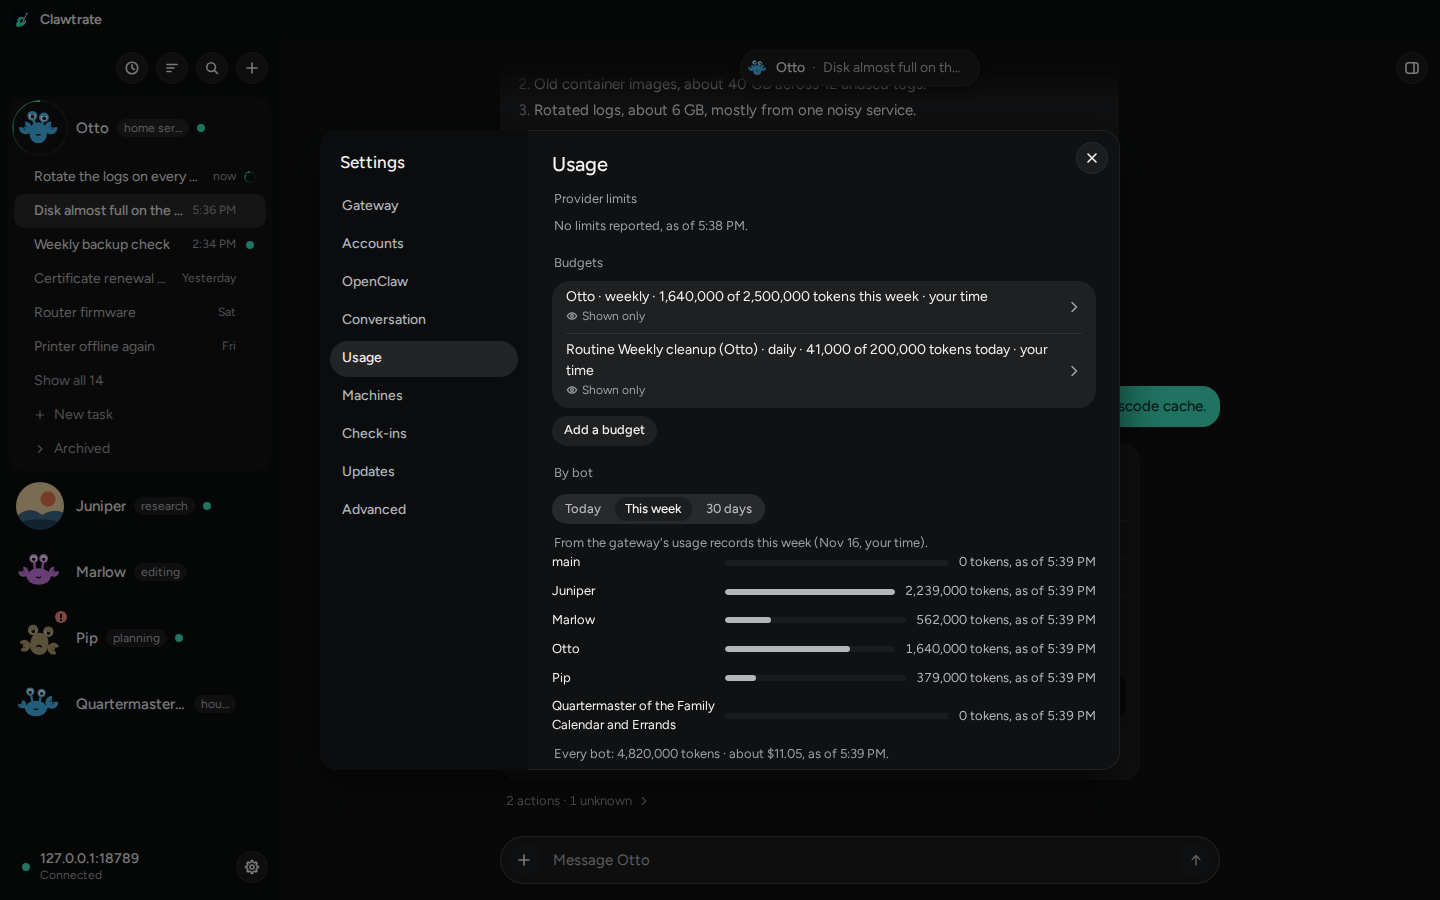 Clawtrate
Otto · Disk almost full on th...
Otto home ser...
Rotate the logs on every ... now
Disk almost full on the ... 5:36 PM
Weekly backup check 2:34 PM
Certificate renewal ... Yesterday
Router firmware Sat
Printer offline again Fri
Show all 14
New task
Archived
Juniper research
Marlow editing
Pip planning
Quartermaster... hou...
127.0.0.1:18789
Connected
2. Old container images, about 40 GB across 12 unused tags.
3. Rotated logs, about 6 GB, mostly from one noisy service.
Settings
Gateway
Accounts
OpenClaw
Conversation
Usage
Machines
Check-ins
Updates
Advanced
Usage
Provider limits
No limits reported, as of 5:38 PM.
Budgets
Otto · weekly · 1,640,000 of 2,500,000 tokens this week · your time
Shown only
Routine Weekly cleanup (Otto) · daily · 41,000 of 200,000 tokens today · your
time
Shown only
Add a budget
By bot
Today This week 30 days
From the gateway's usage records this week (Nov 16, your time).
main 0 tokens, as of 5:39 PM
Juniper 2,239,000 tokens, as of 5:39 PM
Marlow 562,000 tokens, as of 5:39 PM
Otto 1,640,000 tokens, as of 5:39 PM
Pip 379,000 tokens, as of 5:39 PM
Quartermaster of the Family
Calendar and Errands 0 tokens, as of 5:39 PM
Every bot: 4,820,000 tokens · about $11.05, as of 5:39 PM.
scode cache.
2 actions · 1 unknown
Message Otto